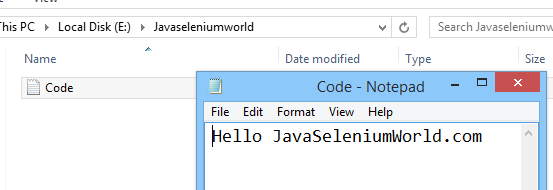 This PC ▸ Local Disk (E:) ▸ Javaseleniumworld
Search Javaseleniumw
Name Date modified Type Size
Code
Code - Notepad
File Edit Format View Help
Hello JavaSeleniumWorld.com